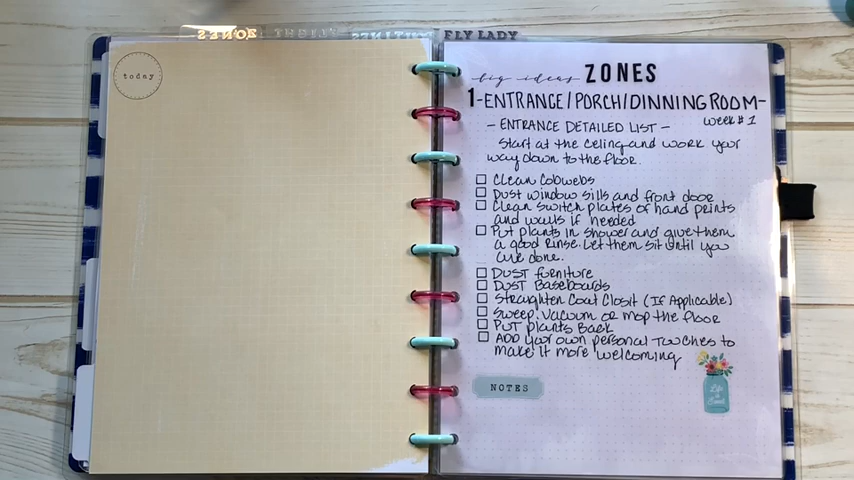 FLY LADY
today
big ideas ZONES
1-ENTRANCE/PORCH/DINNING ROOM-
week #1
- ENTRANCE DETAILED LIST -
Start at the celing and work your
way down to the floor.
Clean Cobwebs
Dust window sills and front door
Clean switch plates of hand prints
and walls if needed
Put plants in shower and give them
a good rinse. Let them sit until you
are done.
DUST furniture
DUST Baseboards
Straighten Coat Closit (If Applicable)
Sweep, Vacuum or mop the floor
PUT plants Back
ADD your own personal Touches to
make it more welcoming
NOTES
Life is
Sweet